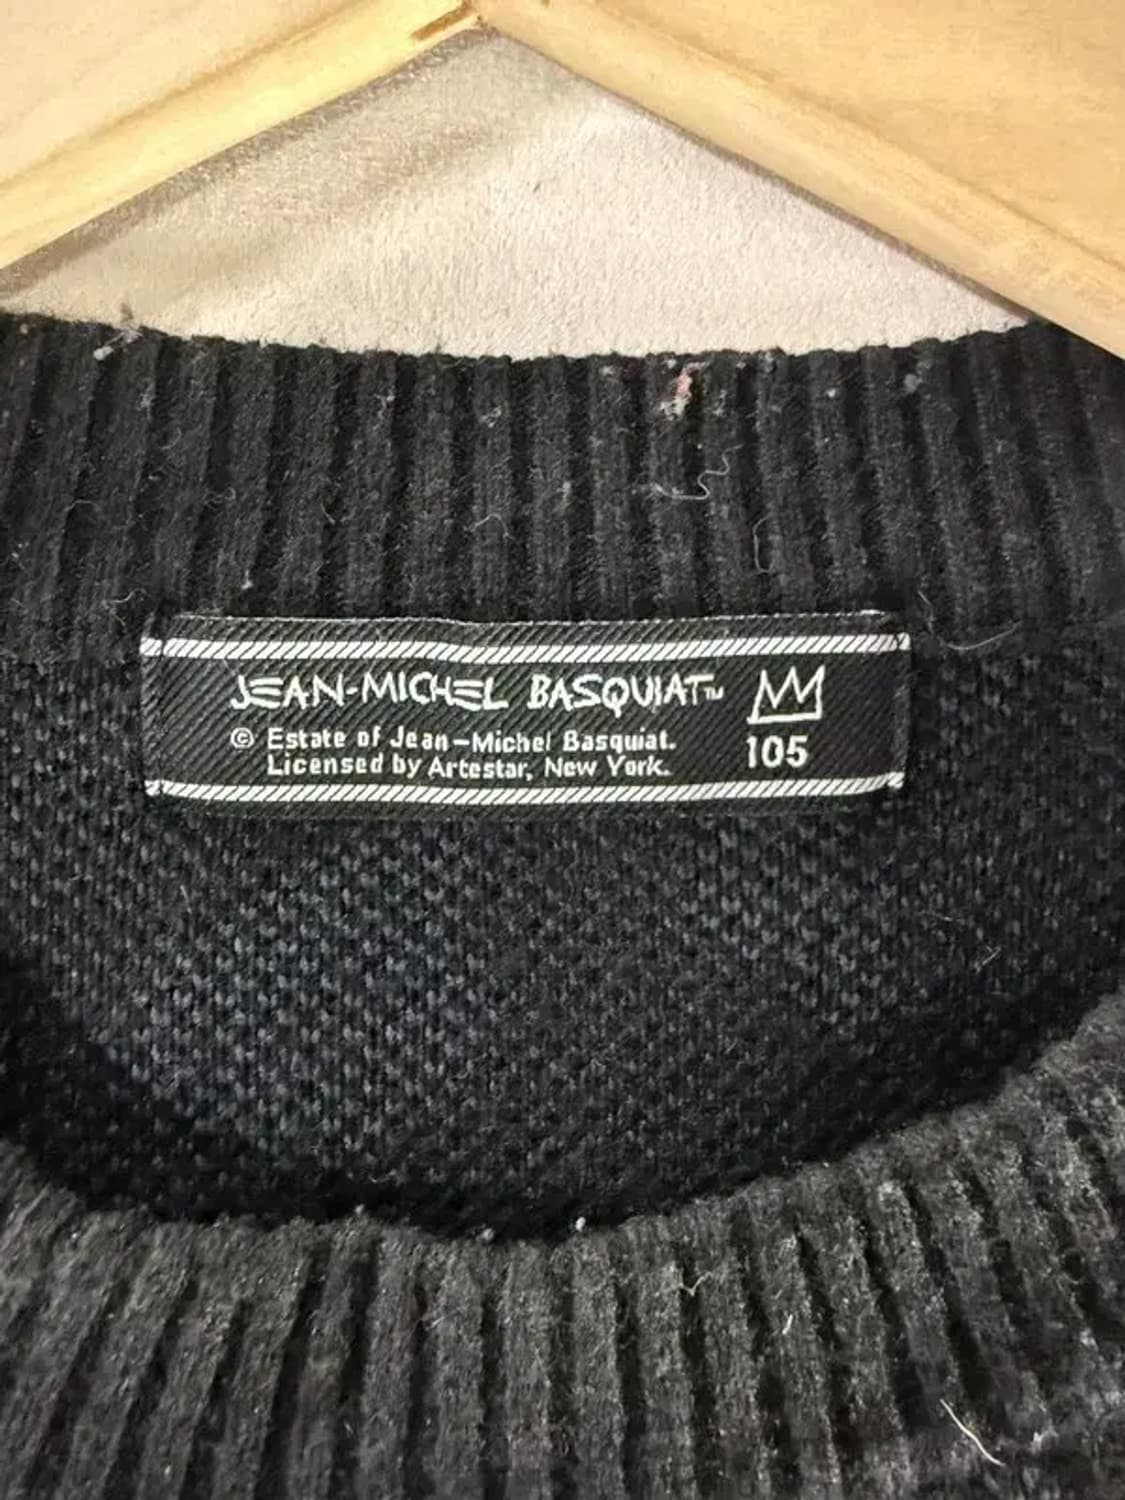 JEAN-MICHEL BASQUIAT™
© Estate of Jean-Michel Basquiat.
Licensed by Artestar, New York.
105